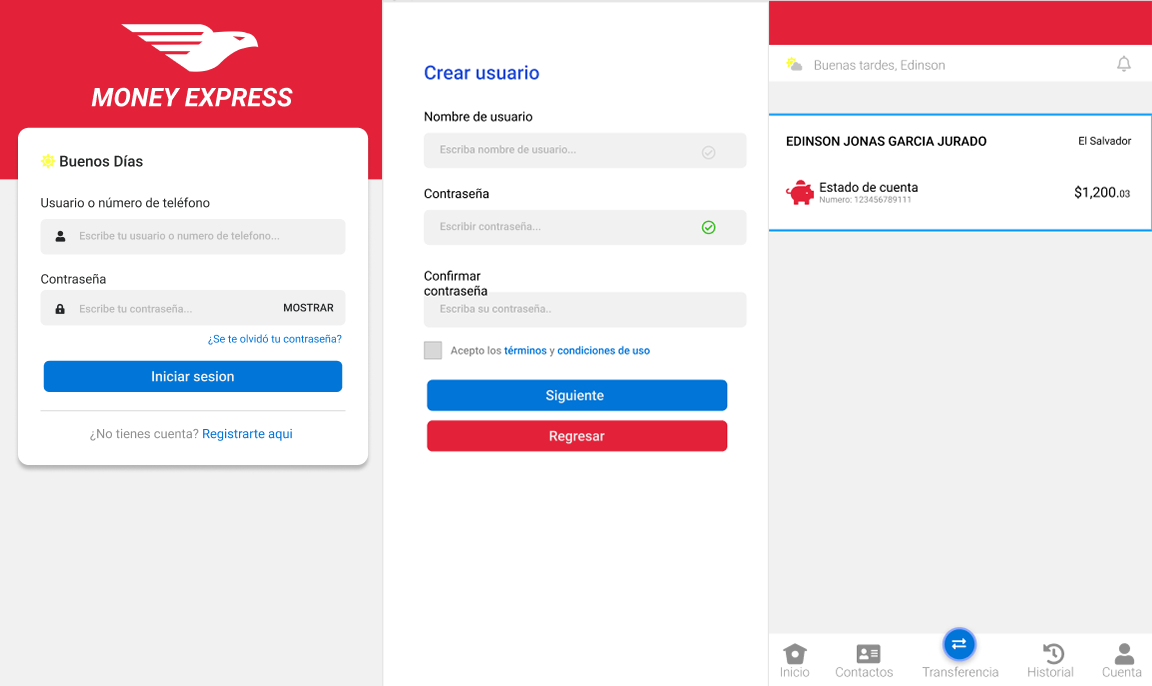 MONEY EXPRESS
Buenos Días
Usuario o número de teléfono
Escribe tu usuario o numero de telefono...
Contraseña
Escribe tu contraseña...
MOSTRAR
¿Se te olvidó tu contraseña?
Iniciar sesion
¿No tienes cuenta? Registrarte aqui
Crear usuario
Nombre de usuario
Escriba nombre de usuario...
Contraseña
Escribir contraseña...
Confirmar
contraseña
Escriba su contraseña..
Acepto los términos y condiciones de uso
Siguiente
Regresar
Buenas tardes, Edinson
EDINSON JONAS GARCIA JURADO
El Salvador
Estado de cuenta
Numero: 123456789111
$1,200.03
Inicio
Contactos
Transferencia
Historial
Cuenta